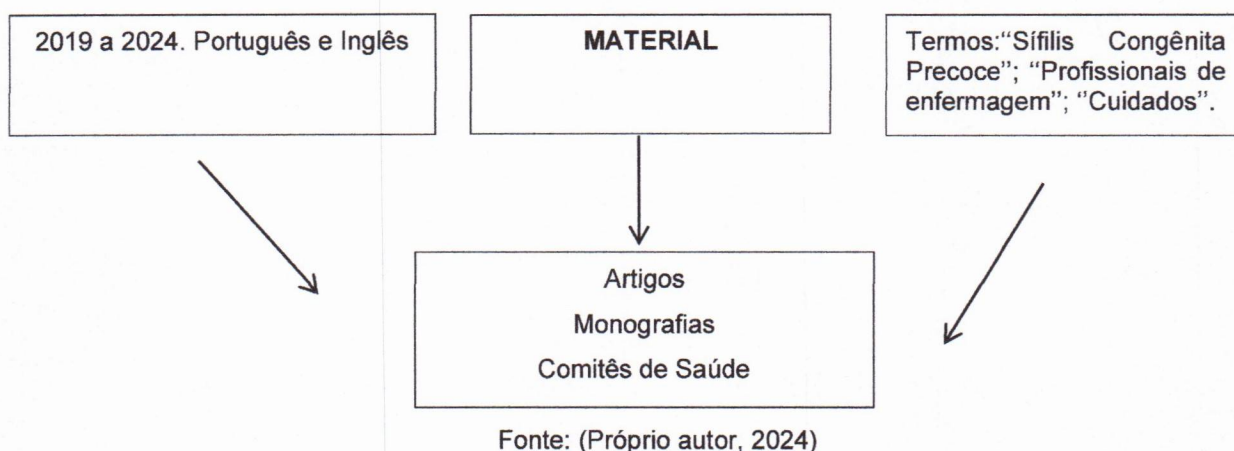 2019 a 2024. Português e Inglês
MATERIAL
Termos:“Sífilis Congênita
Precoce”; “Profissionais de
enfermagem”; “Cuidados”.
Artigos
Monografias
Comitês de Saúde
Fonte: (Próprio autor, 2024)